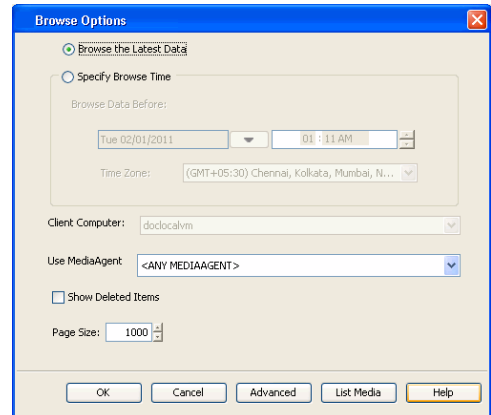 Browse Options
Browse the Latest Data
Specify Browse Time
Browse Data Before:
Tue 02/01/2011 01 : 11 AM
Time Zone: (GMT+05:30) Chennai, Kolkata, Mumbai, N...
Client Computer: doclocalvm
Use MediaAgent <ANY MEDIAAGENT>
Show Deleted Items
Page Size: 1000
OK Cancel Advanced List Media Help